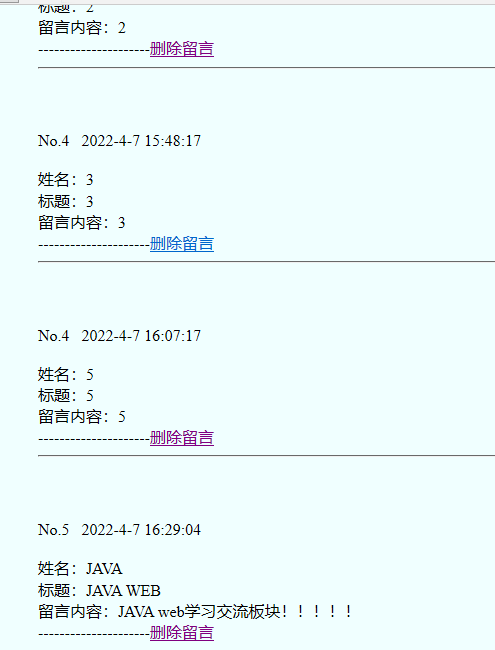 标题：2
留言内容：2
---------------------删除留言
No.4 2022-4-7 15:48:17
姓名：3
标题：3
留言内容：3
---------------------删除留言
No.4 2022-4-7 16:07:17
姓名：5
标题：5
留言内容：5
---------------------删除留言
No.5 2022-4-7 16:29:04
姓名：JAVA
标题：JAVA WEB
留言内容：JAVA web学习交流板块！！！！！
---------------------删除留言